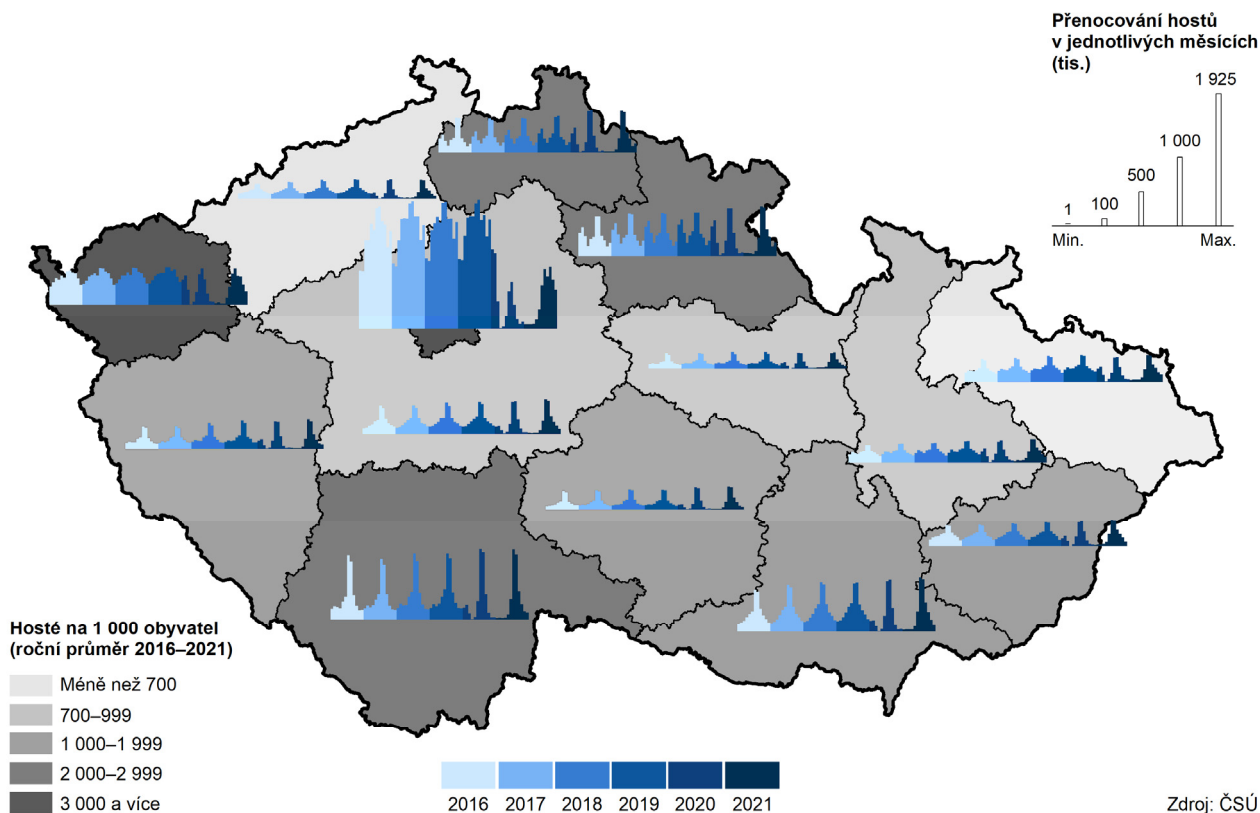 Přenocování hostů
v jednotlivých měsících
(tis.)
1 925
1 000
500
100
1
Min.
Max.
Hosté na 1 000 obyvatel
(roční průměr 2016–2021)
Méně než 700
700–999
1 000–1 999
2 000–2 999
3 000 a více
2016 2017 2018 2019 2020 2021
Zdroj: ČSÚ